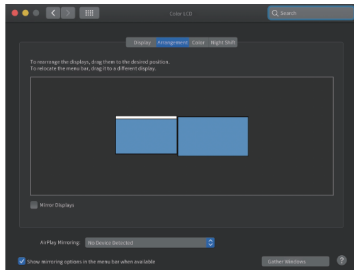 Color LCD
Search
Display Arrangement Color Night Shift
To rearrange the displays, drag them to the desired position.
To relocate the menu bar, drag it to a different display.
Mirror Displays
AirPlay Mirroring: No Device Detected
Show mirroring options in the menu bar when available
Gather Windows
?